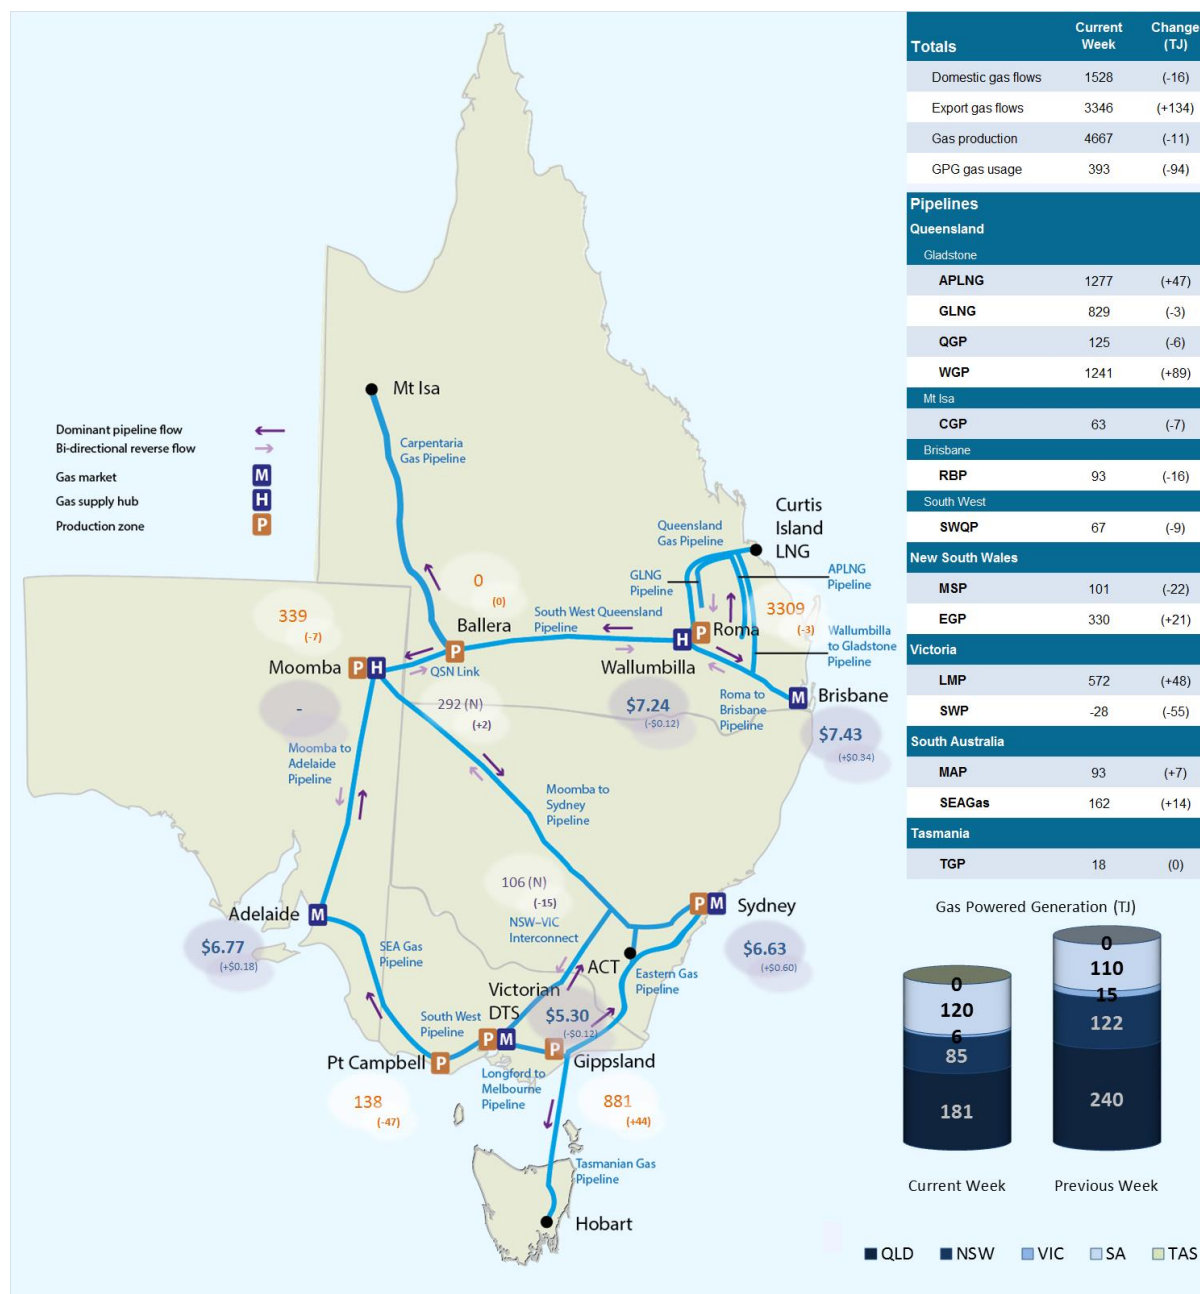 Totals Current Week Change (TJ)
Domestic gas flows 1528 (-16)
Export gas flows 3346 (+134)
Gas production 4667 (-11)
GPG gas usage 393 (-94)
Pipelines
Queensland
Gladstone
APLNG 1277 (+47)
GLNG 829 (-3)
QGP 125 (-6)
WGP 1241 (+89)
Mt Isa
CGP 63 (-7)
Brisbane
RBP 93 (-16)
South West
SWQP 67 (-9)
New South Wales
MSP 101 (-22)
EGP 330 (+21)
Victoria
LMP 572 (+48)
SWP -28 (-55)
South Australia
MAP 93 (+7)
SEAGas 162 (+14)
Tasmania
TGP 18 (0)
Mt Isa
Dominant pipeline flow
Bi-directional reverse flow
Gas market M
Gas supply hub H
Production zone P
Carpentaria
Gas Pipeline
Curtis
Island
LNG
Queensland
Gas Pipeline
GLNG
Pipeline
APLNG
Pipeline
0
(0)
339
(-7)
Ballera
P
South West Queensland
Pipeline
H P Roma
3309
(-3)
Wallumbilla
to Gladstone
Pipeline
Moomba P H
QSN Link
Wallumbilla
-
292 (N)
(+2)
$7.24
(-$0.12)
Roma to
Brisbane
Pipeline
M Brisbane
$7.43
(+$0.34)
Moomba to
Adelaide
Pipeline
Moomba to
Sydney
Pipeline
106 (N)
(-15)
NSW–VIC
Interconnect
Adelaide M
$6.77
(+$0.18)
P M Sydney
$6.63
(+$0.60)
SEA Gas
Pipeline
ACT
Eastern Gas
Pipeline
Victorian
DTS
$5.30
(-$0.12)
South West
Pipeline
P M
P
Pt Campbell P
Gippsland
Longford to
Melbourne
Pipeline
138
(-47)
881
(+44)
Tasmanian Gas
Pipeline
Hobart
Gas Powered Generation (TJ)
0
120
6
85
181
0
110
15
122
240
Current Week Previous Week
QLD NSW VIC SA TAS